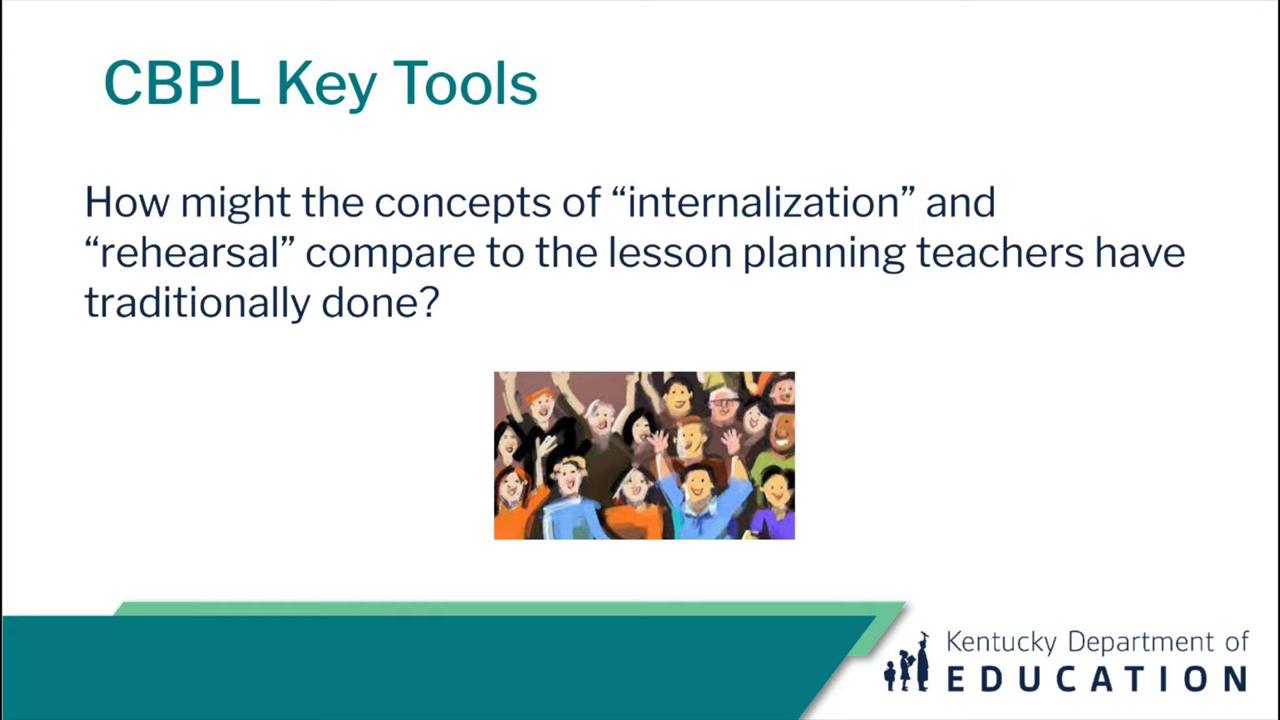 CBPL Key Tools
How might the concepts of “internalization” and
“rehearsal” compare to the lesson planning teachers have
traditionally done?
Kentucky Department of
EDUCATION